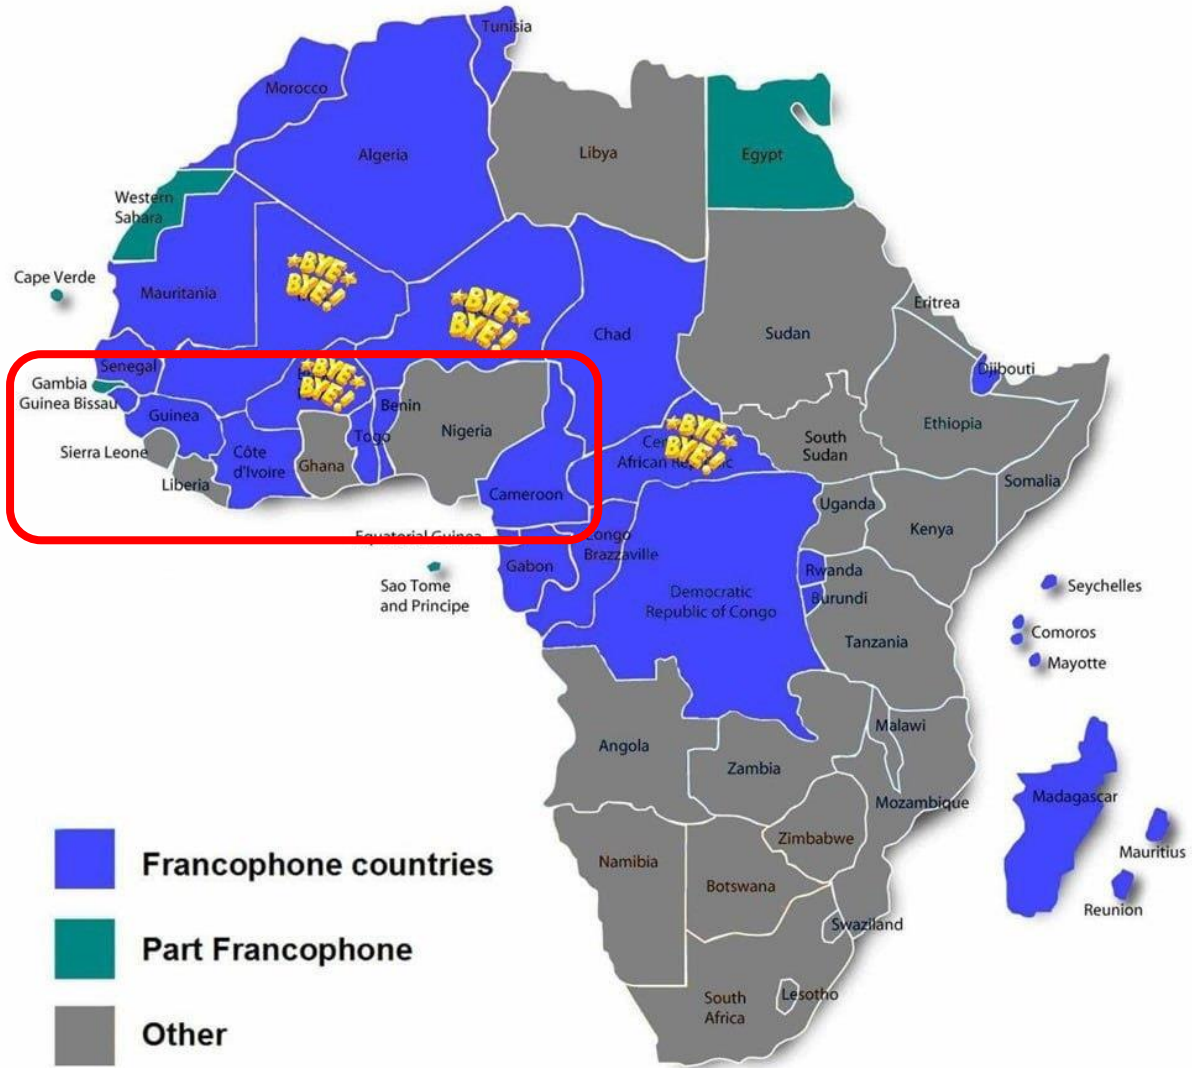 Tunisia
Morocco
Algeria
Libya
Egypt
Western
Sahara
Cape Verde
Mauritania
BYE
BYE!
BYE
BYE!
Chad
Sudan
Eritrea
Senegal
BYE
BYE!
Djibouti
Gambia
Guinea Bissau
Guinea
Benin
Togo
Nigeria
BYE
BYE!
African
Ethiopia
South
Sudan
Sierra Leone
Côte
d'Ivoire
Ghana
Liberia
Cameroon
Somalia
Uganda
Kenya
Equatorial Guinea
Congo
Brazzaville
Gabon
Sao Tome
and Principe
Rwanda
Burundi
Democratic
Republic of Congo
Seychelles
Comoros
Mayotte
Tanzania
Angola
Zambia
Malawi
Mozambique
Madagascar
Zimbabwe
Mauritius
Reunion
Namibia
Botswana
Swaziland
Lesotho
South
Africa
Francophone countries
Part Francophone
Other